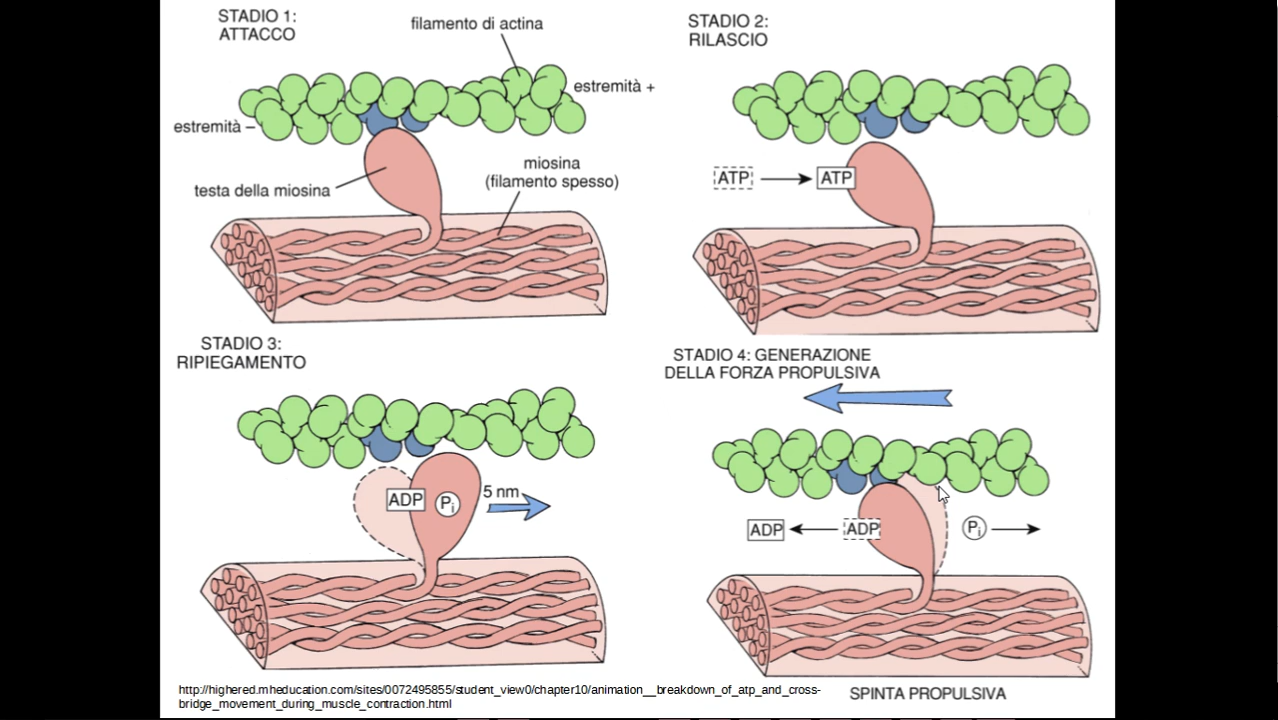 STADIO 1:
ATTACCO
filamento di actina
estremità +
estremità –
testa della miosina
miosina
(filamento spesso)
STADIO 2:
RILASCIO
ATP
ATP
STADIO 3:
RIPIEGAMENTO
ADP
Pi
5 nm
STADIO 4: GENERAZIONE
DELLA FORZA PROPULSIVA
ADP
ADP
Pi
SPINTA PROPULSIVA
http://highered.mheducation.com/sites/0072495855/student_view0/chapter10/animation__breakdown_of_atp_and_cross-
bridge_movement_during_muscle_contraction.html